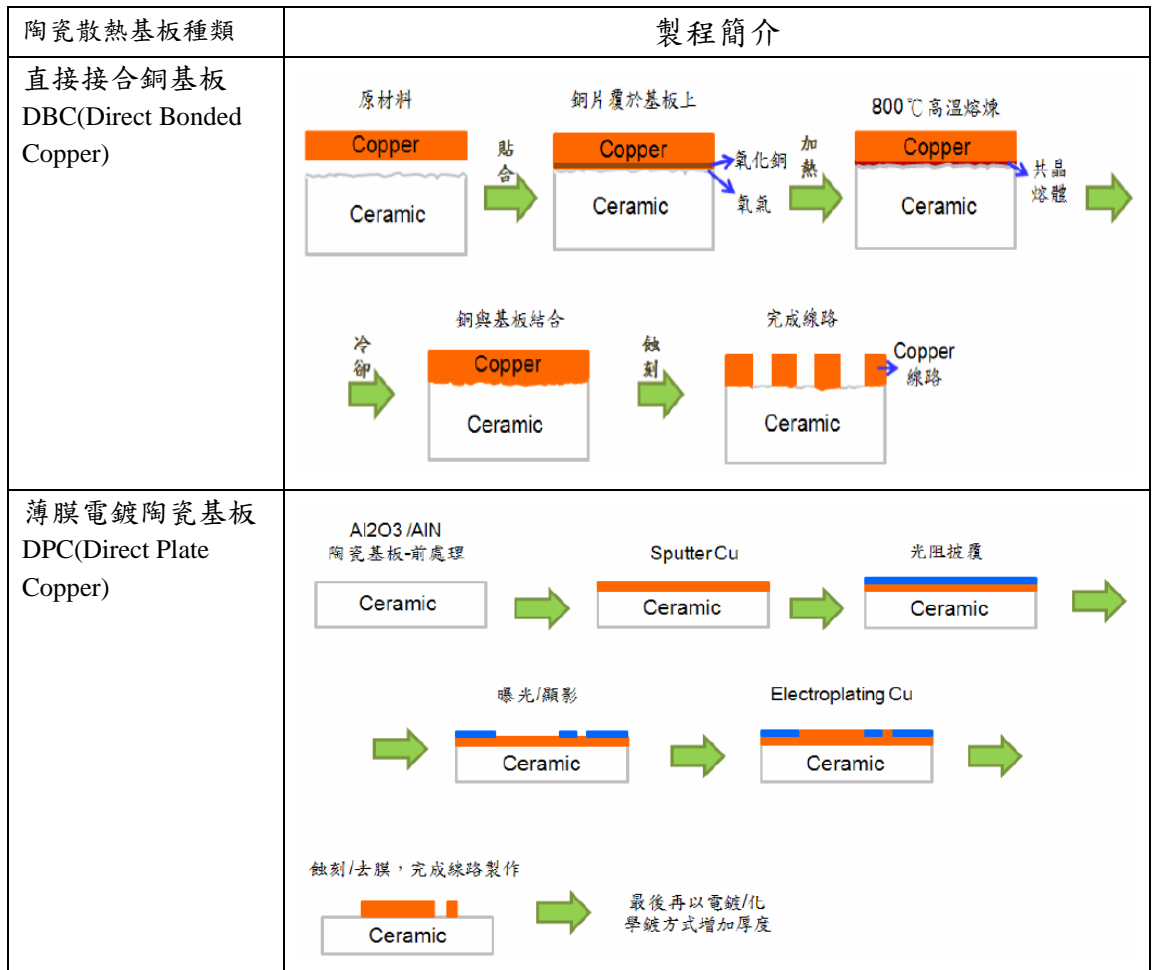 陶瓷散熱基板種類
製程簡介
直接接合銅基板
DBC(Direct Bonded
Copper)
原材料
Copper
Ceramic
貼合
銅片覆於基板上
Copper
Ceramic
氧化銅
氧氣
加熱
800℃高溫熔煉
Copper
Ceramic
共晶
熔體
冷卻
銅與基板結合
Copper
Ceramic
蝕刻
完成線路
Ceramic
Copper
線路
薄膜電鍍陶瓷基板
DPC(Direct Plate
Copper)
Al2O3 /AlN
陶瓷基板-前處理
Ceramic
Sputter Cu
Ceramic
光阻披覆
Ceramic
曝光/顯影
Ceramic
Electroplating Cu
Ceramic
蝕刻/去膜，完成線路製作
Ceramic
最後再以電鍍/化
學鍍方式增加厚度